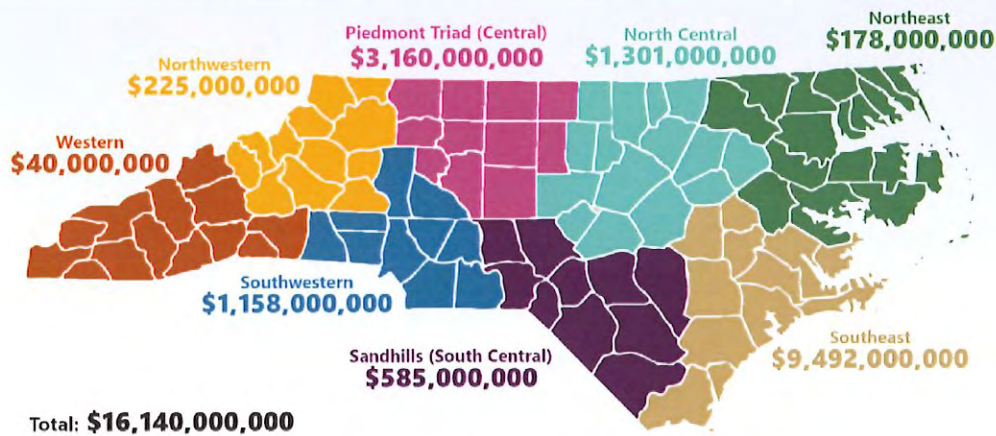 Northeast
$178,000,000
Piedmont Triad (Central)
$3,160,000,000
North Central
$1,301,000,000
Northwestern
$225,000,000
Western
$40,000,000
Southwestern
$1,158,000,000
Southeast
$9,492,000,000
Sandhills (South Central)
$585,000,000
Total: $16,140,000,000